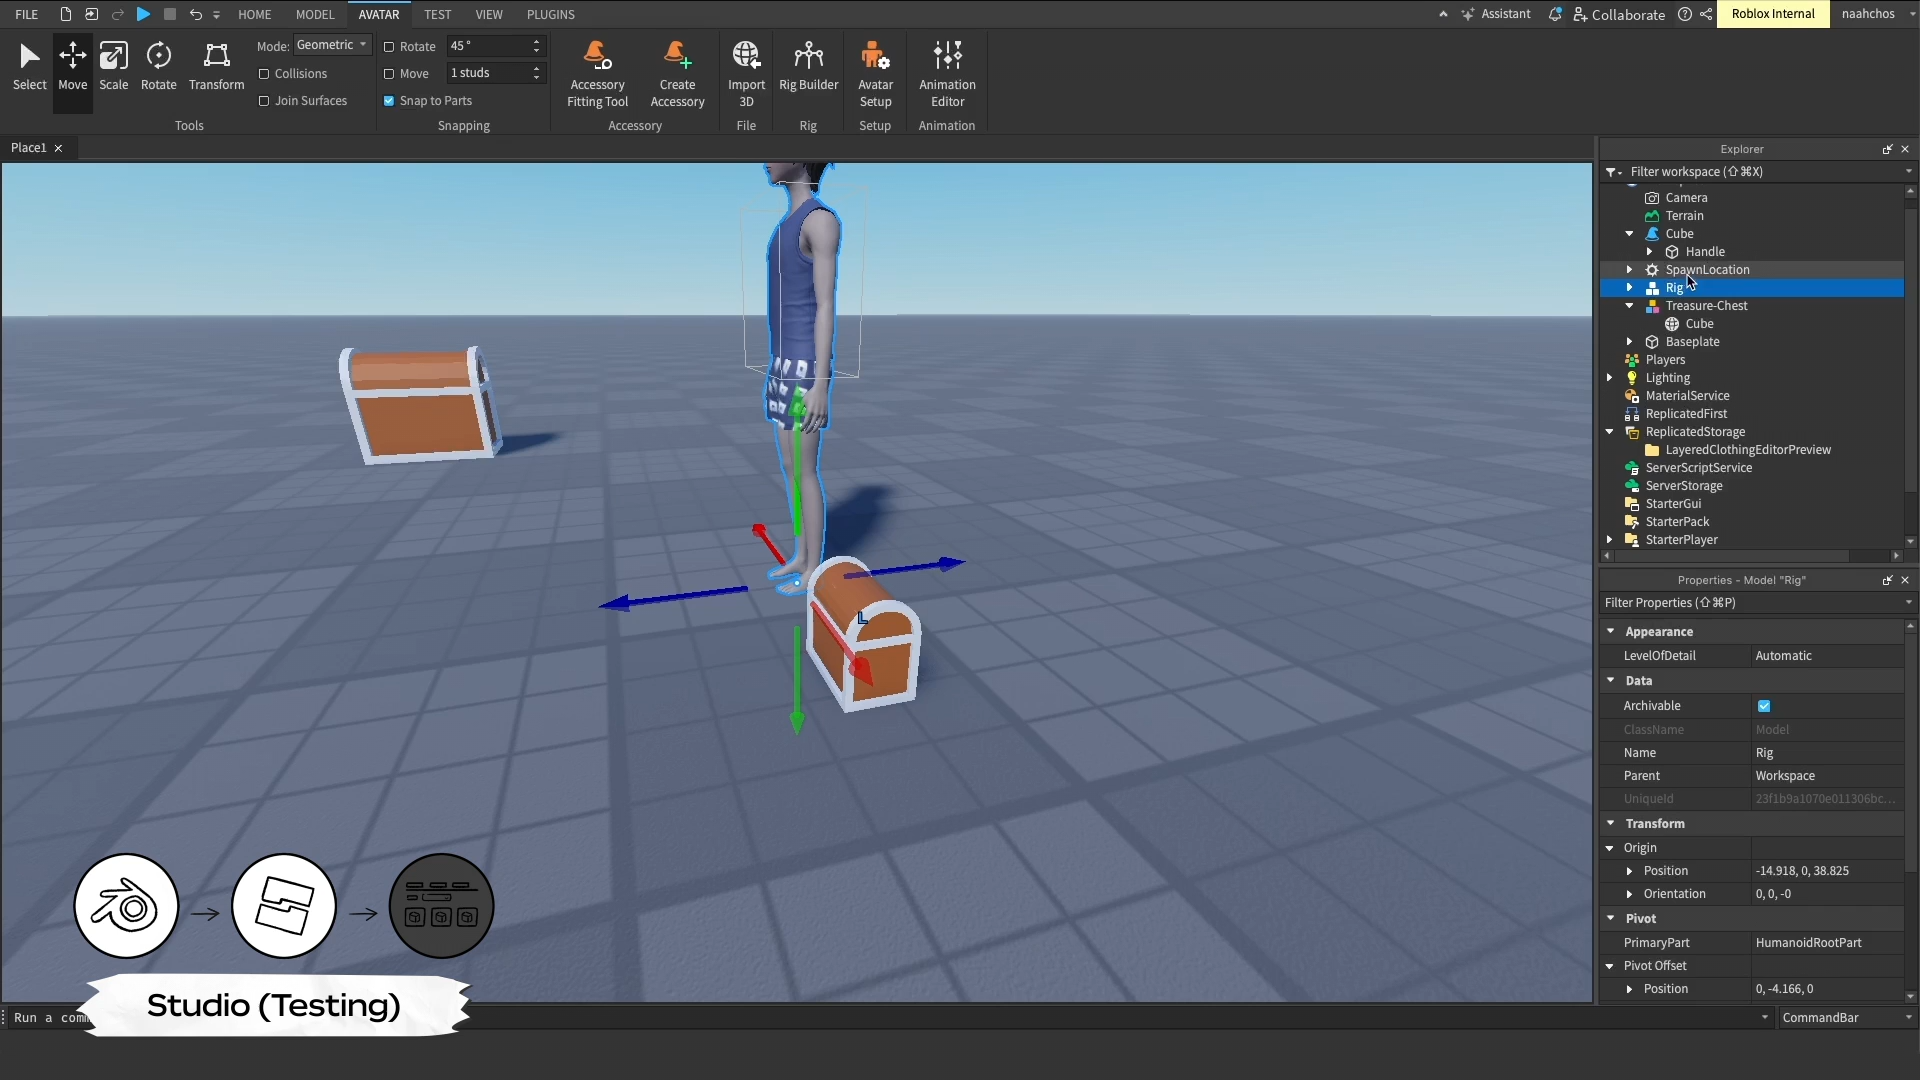 FILE HOME MODEL AVATAR TEST VIEW PLUGINS Assistant Collaborate Roblox Internal naahchos
Select Move Scale Rotate Transform
Mode: Geometric
Collisions
Join Surfaces
Tools
Rotate 45 °
Move 1 studs
Snap to Parts
Snapping
Accessory Fitting Tool
Create Accessory
Accessory
Import 3D
File
Rig Builder
Rig
Avatar Setup
Setup
Animation Editor
Animation
Place1
Explorer
Filter workspace (⇧⌘X)
Camera
Terrain
Cube
Handle
SpawnLocation
Rig
Treasure-Chest
Cube
Baseplate
Players
Lighting
MaterialService
ReplicatedFirst
ReplicatedStorage
LayeredClothingEditorPreview
ServerScriptService
ServerStorage
StarterGui
StarterPack
StarterPlayer
Properties - Model "Rig"
Filter Properties (⇧⌘P)
Appearance
LevelOfDetail Automatic
Data
Archivable
ClassName Model
Name Rig
Parent Workspace
UniqueId 23f1b9a1070e011306bc...
Transform
Origin
Position -14.918, 0, 38.825
Orientation 0, 0, -0
Pivot
PrimaryPart HumanoidRootPart
Pivot Offset
Position 0, -4.166, 0
L
Studio (Testing)
Run a com
CommandBar